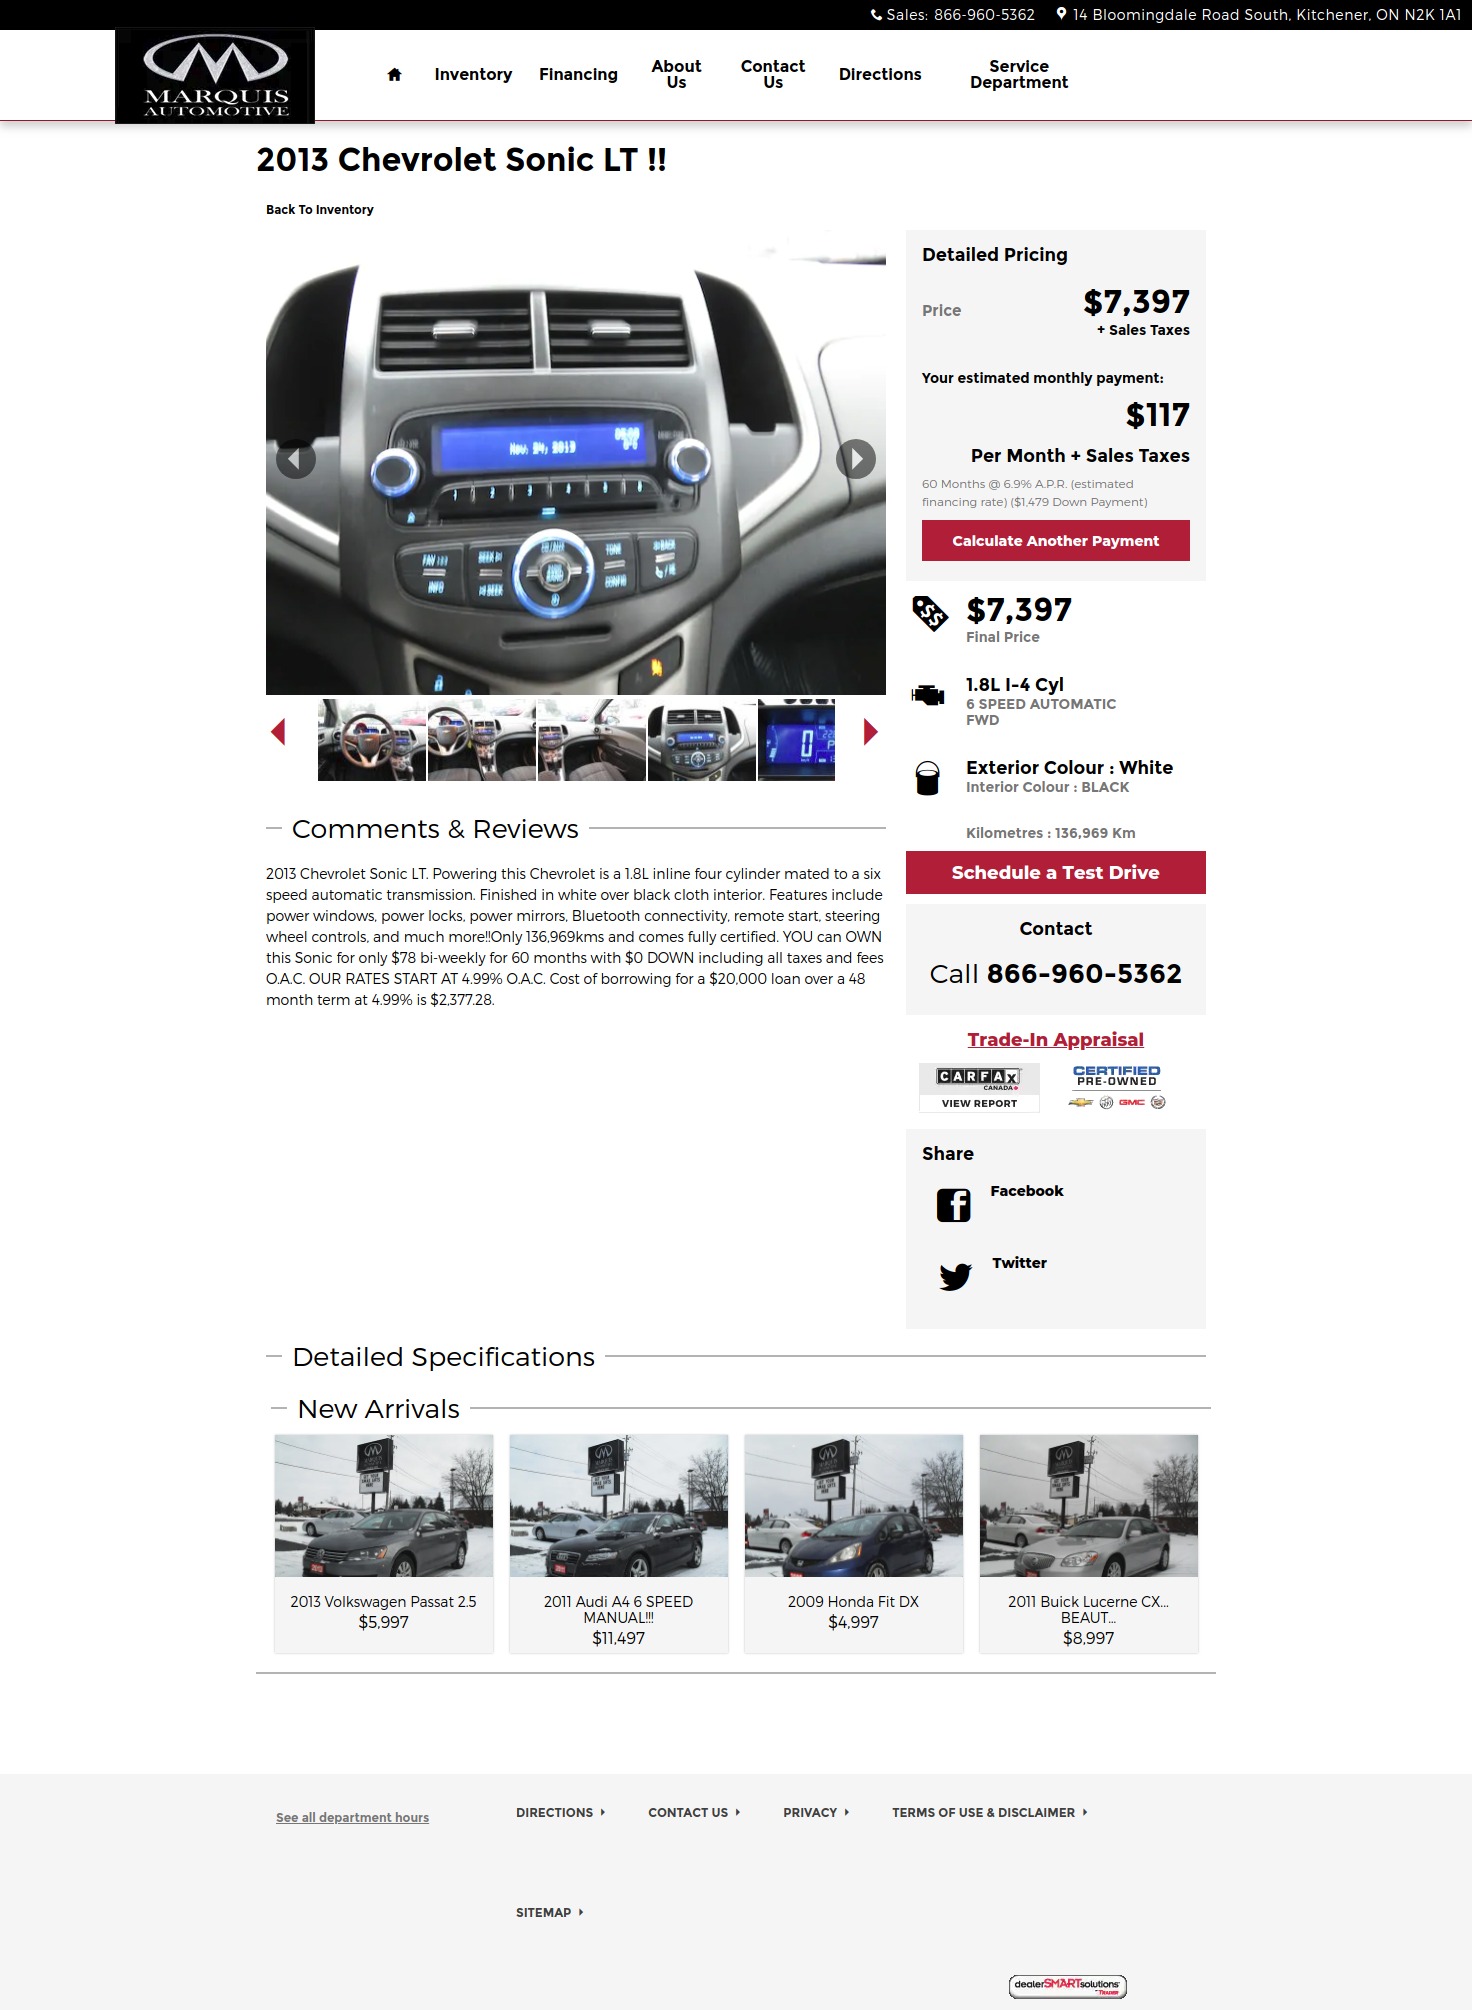 Sales: 866-960-5362 14 Bloomingdale Road South, Kitchener, ON N2K 1A1
MARQUIS
AUTOMOTIVE
Inventory
Financing
About
Us
Contact
Us
Directions
Service
Department
2013 Chevrolet Sonic LT !!
Back To Inventory
Nov. 24, 2013
FAV
INFO
SEEK
SEEK
TONE
CONFIG
BACK
Detailed Pricing
Price $7,397
+ Sales Taxes
Your estimated monthly payment:
$117
Per Month + Sales Taxes
60 Months @ 6.9% A.P.R. (estimated
financing rate) ($1,479 Down Payment)
Calculate Another Payment
$7,397
Final Price
1.8L I-4 Cyl
6 SPEED AUTOMATIC
FWD
Exterior Colour : White
Interior Colour : BLACK
Kilometres : 136,969 Km
Schedule a Test Drive
Contact
Call 866-960-5362
Trade-In Appraisal
CARFAX
CANADA
VIEW REPORT
CERTIFIED
PRE-OWNED
GMC
Share
Facebook
Twitter
Comments & Reviews
2013 Chevrolet Sonic LT. Powering this Chevrolet is a 1.8L inline four cylinder mated to a six
speed automatic transmission. Finished in white over black cloth interior. Features include
power windows, power locks, power mirrors, Bluetooth connectivity, remote start, steering
wheel controls, and much more!!Only 136,969kms and comes fully certified. YOU can OWN
this Sonic for only $78 bi-weekly for 60 months with $0 DOWN including all taxes and fees
O.A.C. OUR RATES START AT 4.99% O.A.C. Cost of borrowing for a $20,000 loan over a 48
month term at 4.99% is $2,377.28.
Detailed Specifications
New Arrivals
2013 Volkswagen Passat 2.5
$5,997
2011 Audi A4 6 SPEED
MANUAL!!!
$11,497
2009 Honda Fit DX
$4,997
2011 Buick Lucerne CX...
BEAUT...
$8,997
See all department hours
DIRECTIONS
CONTACT US
PRIVACY
TERMS OF USE & DISCLAIMER
SITEMAP
dealerSMARTsolutions
TRADER